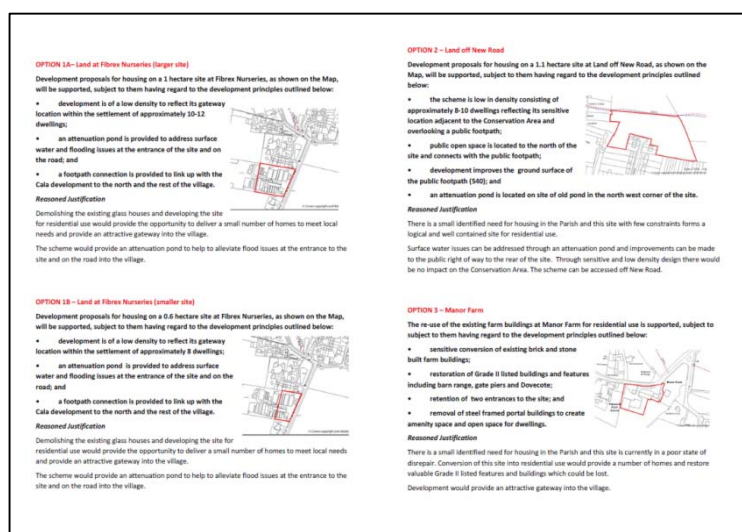 OPTION 1A– Land at Fibrex Nurseries (larger site)
Development proposals for housing on a 1 hectare site at Fibrex Nurseries, as shown on the Map,
will be supported, subject to them having regard to the development principles outlined below:
• development is of a low density to reflect its gateway
location within the settlement of approximately 10-12
dwellings;
• an attenuation pond is provided to address surface
water and flooding issues at the entrance of the site and on
the road; and
• a footpath connection is provided to link up with the
Cala development to the north and the rest of the village.
Reasoned Justification
Demolishing the existing glass houses and developing the site
for residential use would provide the opportunity to deliver a small number of homes to meet local
needs and provide an attractive gateway into the village.
The scheme would provide an attenuation pond to help to alleviate flood issues at the entrance to the
site and on the road into the village.
OPTION 1B – Land at Fibrex Nurseries (smaller site)
Development proposals for housing on a 0.6 hectare site at Fibrex Nurseries, as shown on the Map,
will be supported, subject to them having regard to the development principles outlined below:
• development is of a low density to reflect its gateway
location within the settlement of approximately 8 dwellings;
• an attenuation pond is provided to address surface
water and flooding issues at the entrance of the site and on the
road; and
• a footpath connection is provided to link up with the
Cala development to the north and the rest of the village.
Reasoned Justification
Demolishing the existing glass houses and developing the site for
residential use would provide the opportunity to deliver a small number of homes to meet local needs
and provide an attractive gateway into the village.
The scheme would provide an attenuation pond to help to alleviate flood issues at the entrance to the
site and on the road into the village.
OPTION 2 – Land off New Road
Development proposals for housing on a 1.1 hectare site at Land off New Road, as shown on the
Map, will be supported, subject to them having regard to the development principles outlined
below:
• the scheme is low in density consisting of
approximately 8-10 dwellings reflecting its sensitive
location adjacent to the Conservation Area and
overlooking a public footpath;
• public open space is located to the north of the
site and connects with the public footpath;
• development improves the ground surface of
the public footpath (S40); and
• an attenuation pond is located on site of old pond in the north west corner of the site.
Reasoned Justification
There is a small identified need for housing in the Parish and this site with few constraints forms a
logical and well contained site for residential use.
Surface water issues can be addressed through an attenuation pond and improvements can be made
to the public right of way to the rear of the site. Through sensitive and low density design there would
be no impact on the Conservation Area. The scheme can be accessed off New Road.
OPTION 3 – Manor Farm
The re-use of the existing farm buildings at Manor Farm for residential use is supported, subject to
subject to them having regard to the development principles outlined below:
• sensitive conversion of existing brick and stone
built farm buildings;
• restoration of Grade II listed buildings and features
including barn range, gate piers and Dovecote;
• retention of two entrances to the site; and
• removal of steel framed portal buildings to create
amenity space and open space for dwellings.
Reasoned Justification
There is a small identified need for housing in the Parish and this site is currently in a poor state of
disrepair. Conversion of this site into residential use would provide a number of homes and restore
valuable Grade II listed features and buildings which could be lost.
Development would provide an attractive gateway into the village.